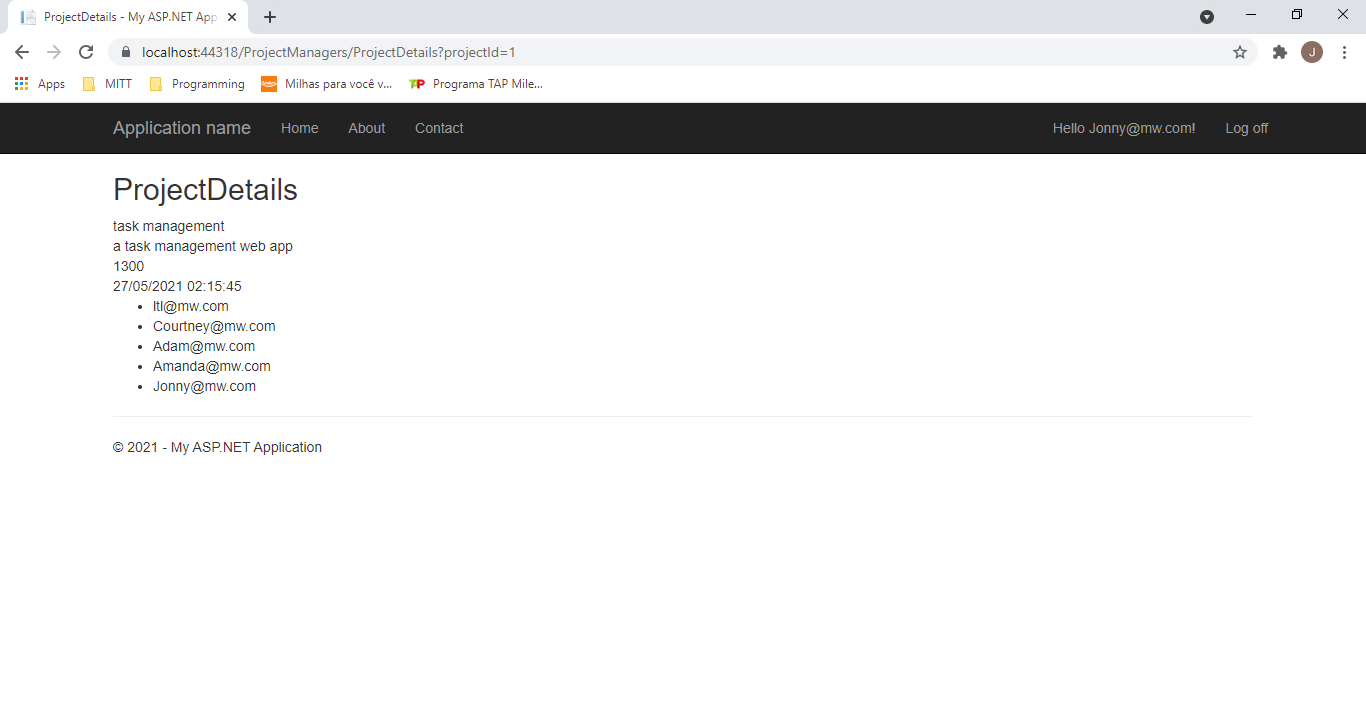 ProjectDetails - My ASP.NET App
localhost:44318/ProjectManagers/ProjectDetails?projectId=1
J
Apps MITT Programming Milhas para você v... TP Programa TAP Mile...
Application name Home About Contact Hello Jonny@mw.com! Log off
ProjectDetails
task management
a task management web app
1300
27/05/2021 02:15:45
• ltl@mw.com
• Courtney@mw.com
• Adam@mw.com
• Amanda@mw.com
• Jonny@mw.com
© 2021 - My ASP.NET Application